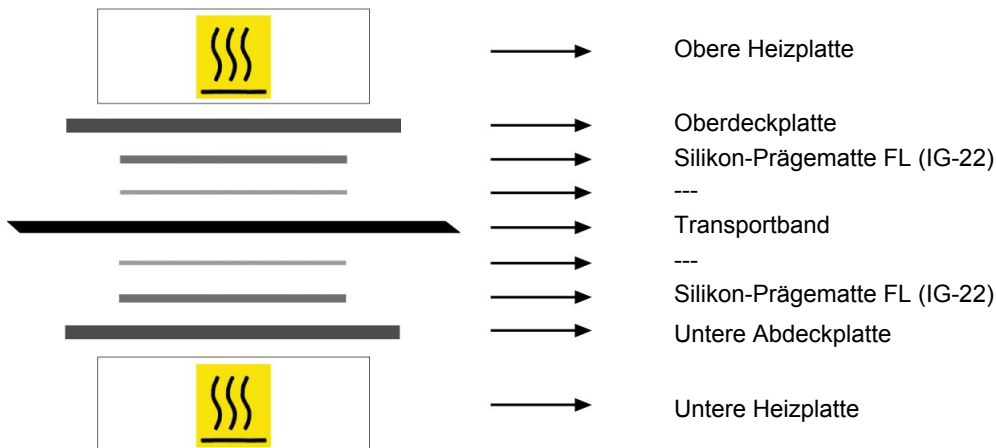 Obere Heizplatte
Oberdeckplatte
Silikon-Prägematte FL (IG-22)
---
Transportband
---
Silikon-Prägematte FL (IG-22)
Untere Abdeckplatte
Untere Heizplatte